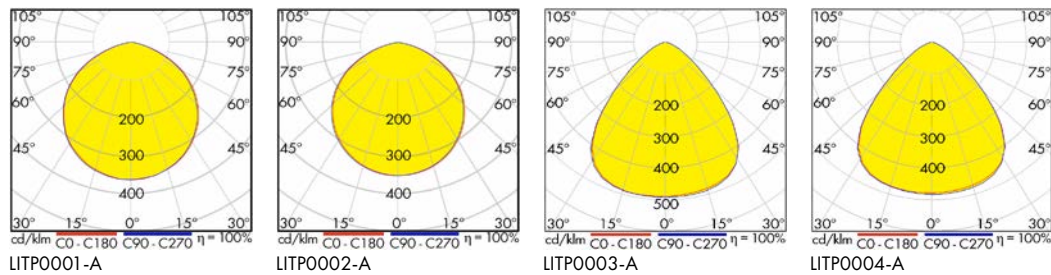 105° 105° 105° 105° 105° 105° 105° 105°
90° 90° 90° 90° 90° 90° 90° 90°
75° 75° 75° 75° 75° 75° 75° 75°
60° 60° 60° 60° 60° 60° 60° 60°
200 200 200 200
300 300 300 300
45° 45° 45° 45° 45° 45° 45° 45°
400 400 400 400
500
30° 15° 0° 15° 30° 30° 15° 0° 15° 30° 30° 15° 0° 15° 30° 30° 15° 0° 15° 30°
cd/klm C0 - C180 C90 - C270 η = 100% cd/klm C0 - C180 C90 - C270 η = 100% cd/klm C0 - C180 C90 - C270 η = 100% cd/klm C0 - C180 C90 - C270 η = 100%
LITP0001-A LITP0002-A LITP0003-A LITP0004-A